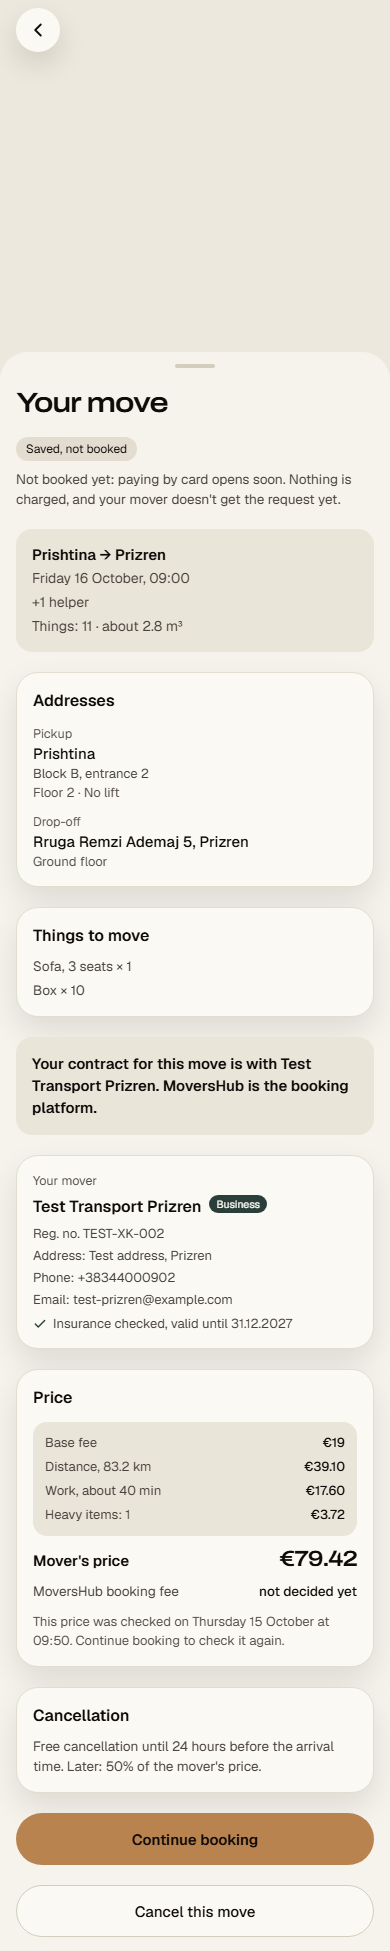 Your move
Saved, not booked
Not booked yet: paying by card opens soon. Nothing is
charged, and your mover doesn't get the request yet.
Prishtina → Prizren
Friday 16 October, 09:00
+1 helper
Things: 11 · about 2.8 m³
Addresses
Pickup
Prishtina
Block B, entrance 2
Floor 2 · No lift
Drop-off
Rruga Remzi Ademaj 5, Prizren
Ground floor
Things to move
Sofa, 3 seats × 1
Box × 10
Your contract for this move is with Test
Transport Prizren. MoversHub is the booking
platform.
Your mover
Test Transport Prizren Business
Reg. no. TEST-XK-002
Address: Test address, Prizren
Phone: +38344000902
Email: test-prizren@example.com
Insurance checked, valid until 31.12.2027
Price
Base fee €19
Distance, 83.2 km €39.10
Work, about 40 min €17.60
Heavy items: 1 €3.72
Mover's price €79.42
MoversHub booking fee not decided yet
This price was checked on Thursday 15 October at
09:50. Continue booking to check it again.
Cancellation
Free cancellation until 24 hours before the arrival
time. Later: 50% of the mover's price.
Continue booking
Cancel this move